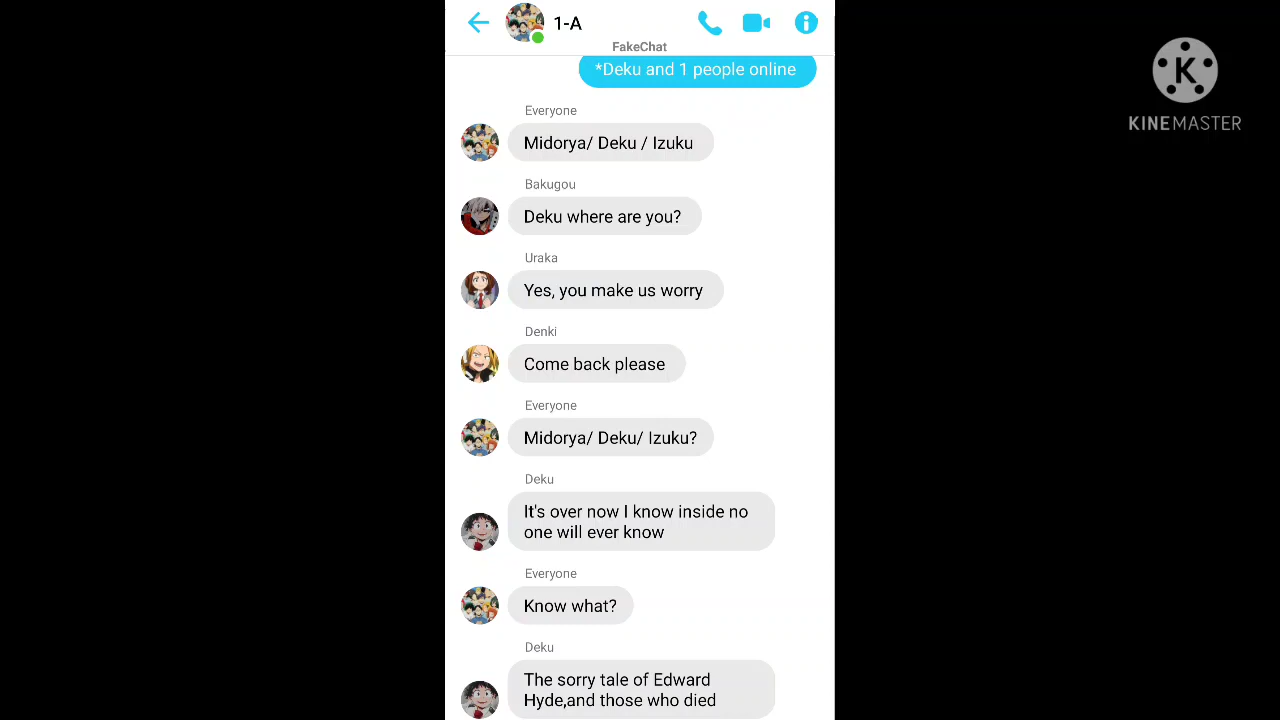 1-A
FakeChat
*Deku and 1 people online
Everyone
Midorya/ Deku / Izuku
Bakugou
Deku where are you?
Uraka
Yes, you make us worry
Denki
Come back please
Everyone
Midorya/ Deku/ Izuku?
Deku
It's over now I know inside no
one will ever know
Everyone
Know what?
Deku
The sorry tale of Edward
Hyde,and those who died
K
KINEMASTER